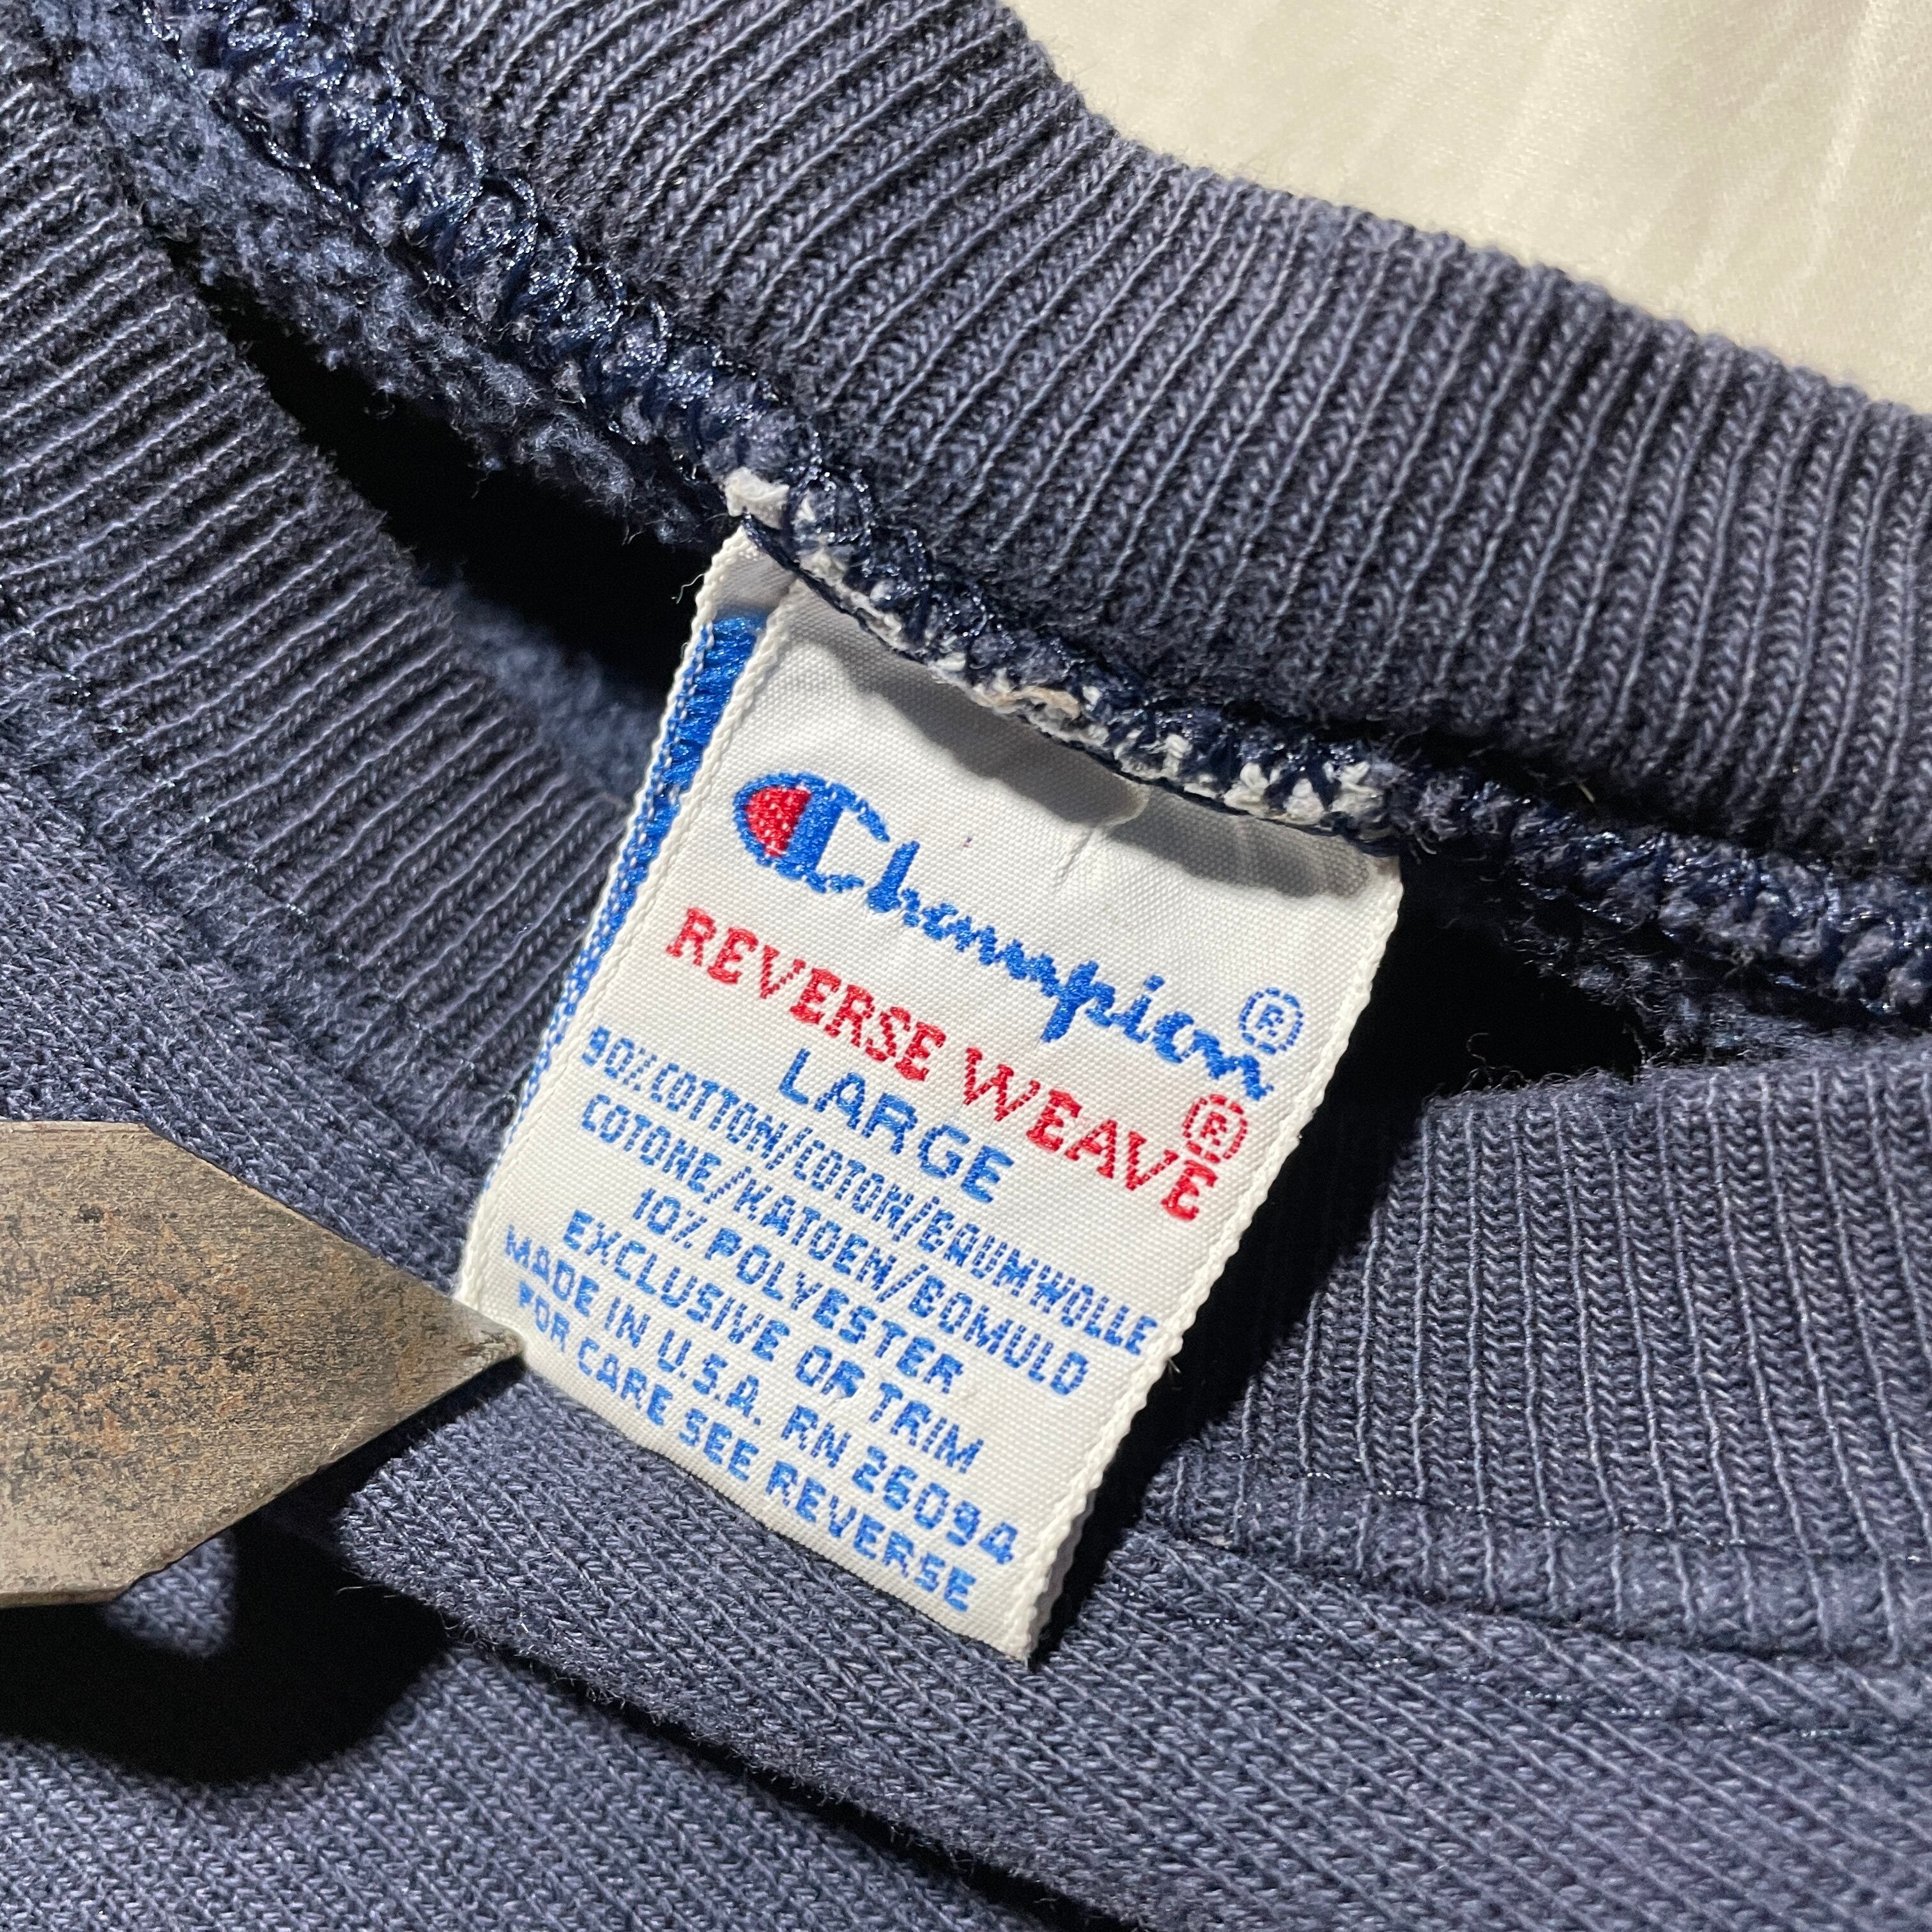 Champion®
REVERSE WEAVE®
LARGE
90% COTTON/COTON/BAUMWOLLE
COTONE/KATOEN/BOMULD
10% POLYESTER
EXCLUSIVE OF TRIM
MADE IN U.S.A. RN 26094
FOR CARE SEE REVERSE